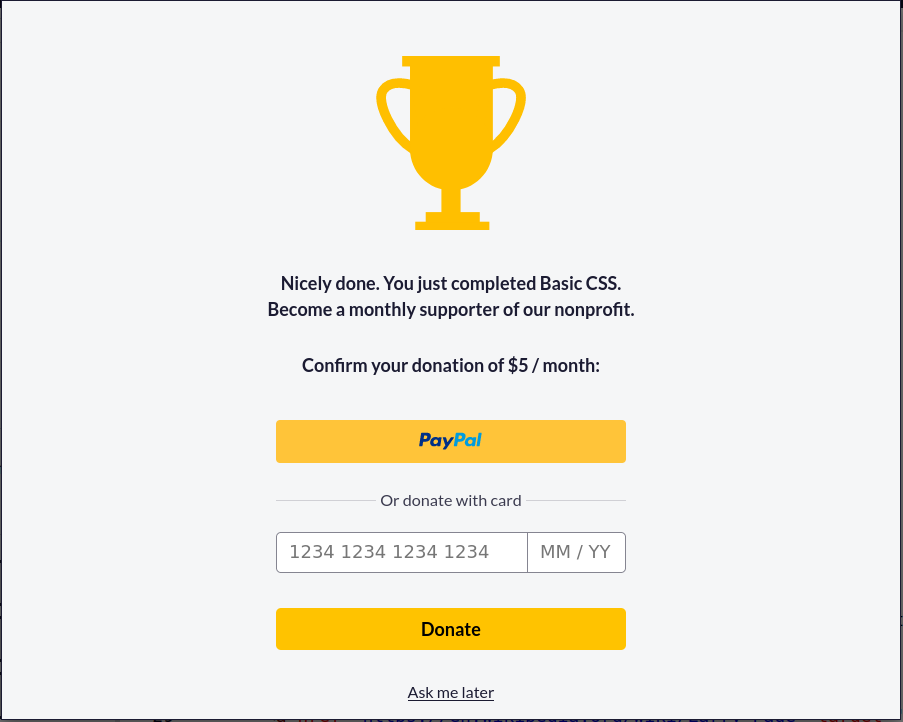 Nicely done. You just completed Basic CSS.
Become a monthly supporter of our nonprofit.
Confirm your donation of $5 / month:
PayPal
Or donate with card
1234 1234 1234 1234 MM / YY
Donate
Ask me later